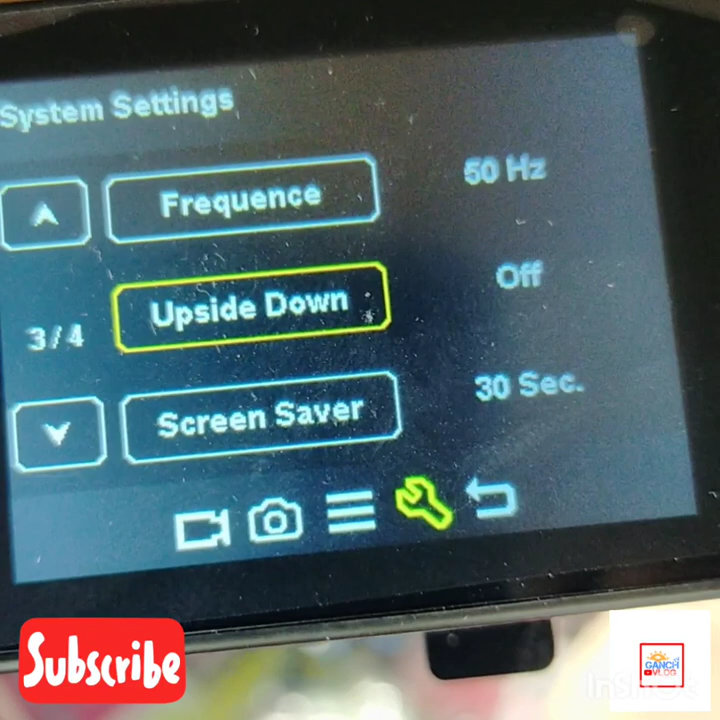 System Settings
Frequence
50 Hz
Upside Down
Off
3/4
Screen Saver
30 Sec.
Subscribe
GANCH
VLOG
InShot